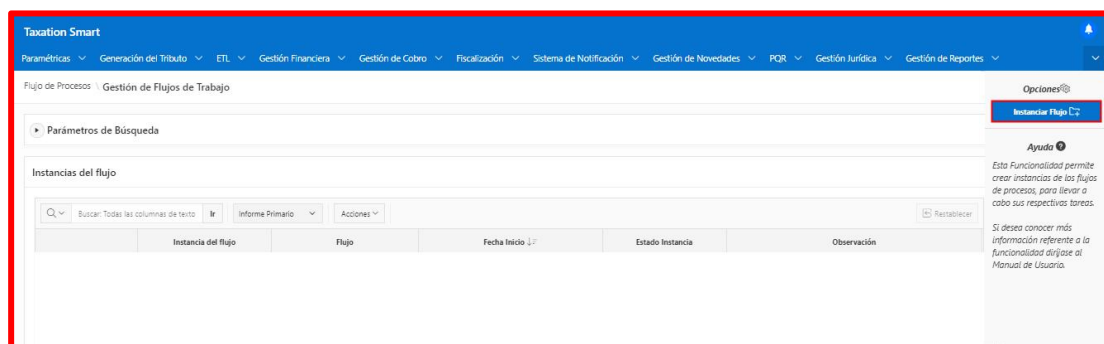 Taxation Smart
Paramétricas Generación del Tributo ETL Gestión Financiera Gestión de Cobro Fiscalización Sistema de Notificación Gestión de Novedades PQR Gestión Jurídica Gestión de Reportes
Flujo de Procesos \ Gestión de Flujos de Trabajo
Parámetros de Búsqueda
Instancias del flujo
Buscar: Todas las columnas de texto Ir Informe Primario Acciones Restablecer
Instancia del flujo Flujo Fecha Inicio Estado Instancia Observación
Opciones
Instanciar Flujo
Ayuda
Esta Funcionalidad permite
crear instancias de los flujos
de procesos, para llevar a
cabo sus respectivas tareas.
Si desea conocer más
información referente a la
funcionalidad diríjase al
Manual de Usuario.